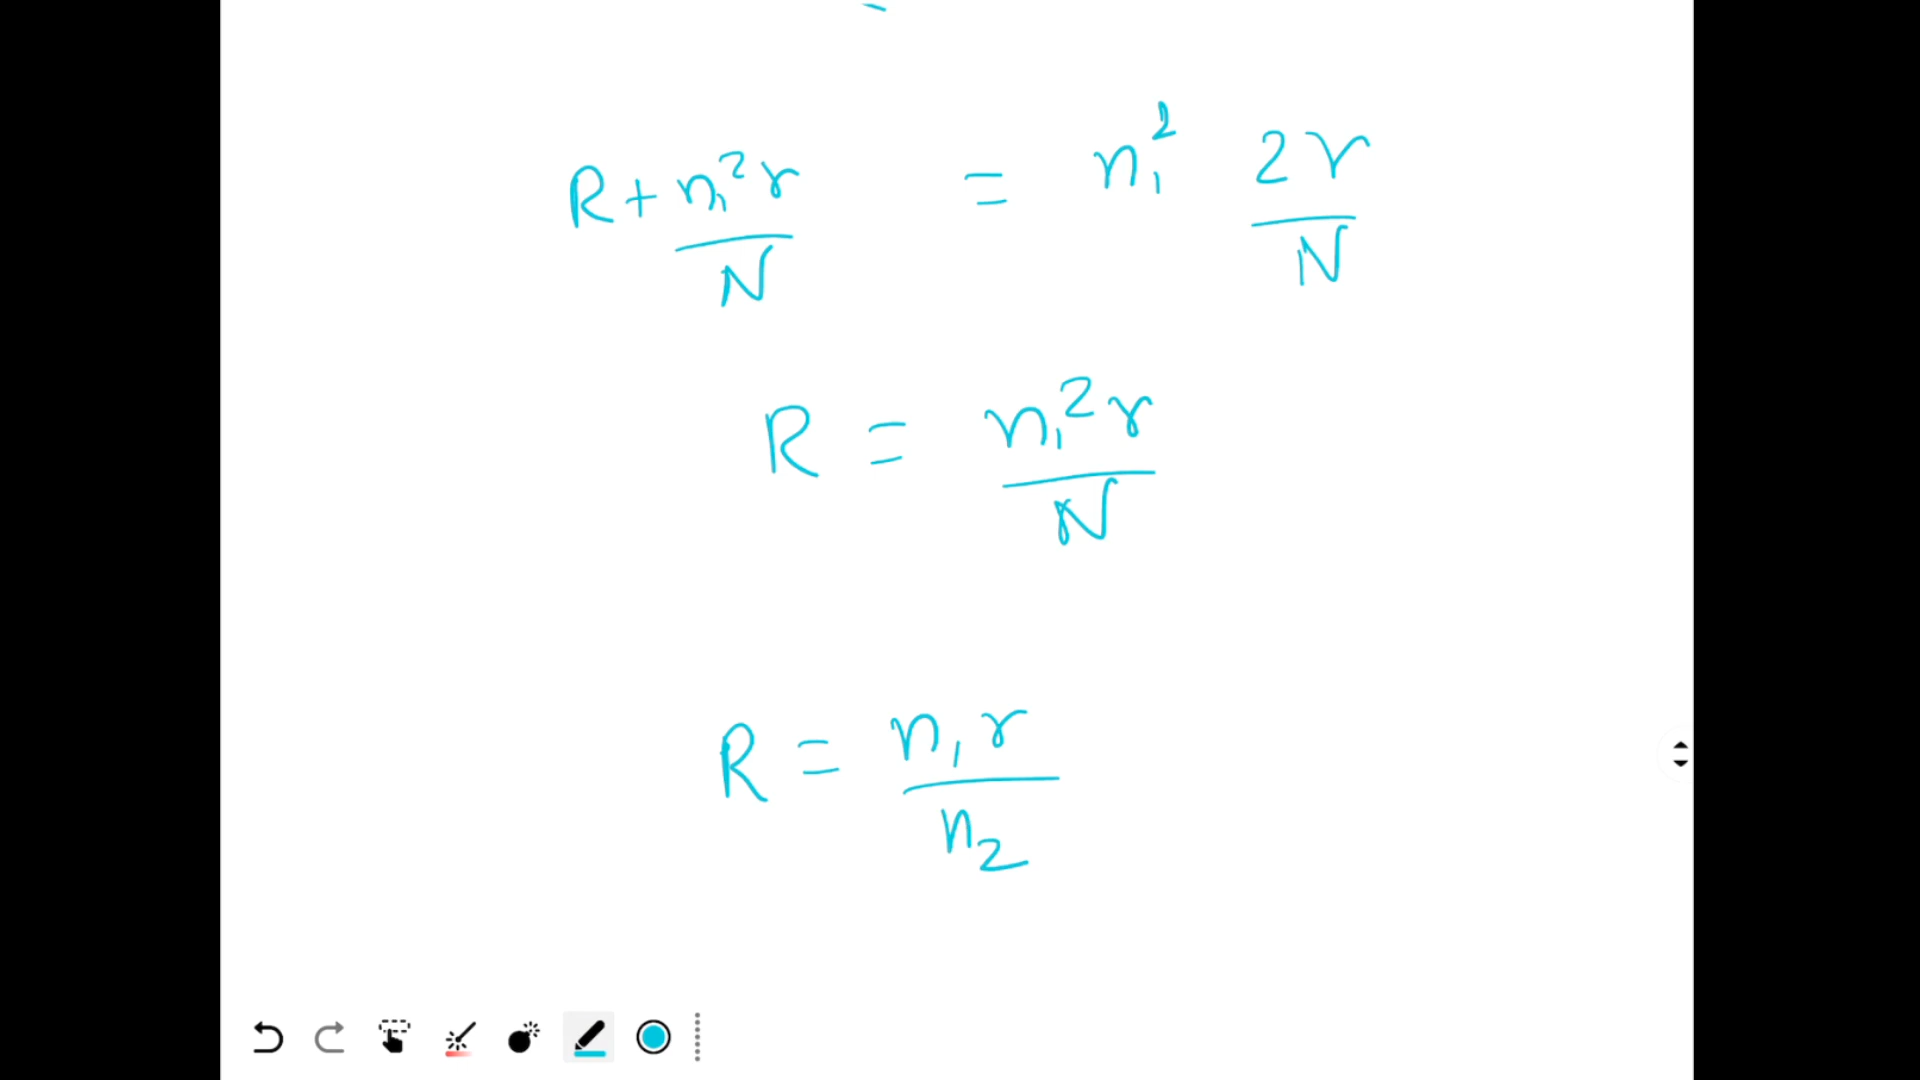 R + n₁²r/N = n₁² 2r/N
R = n₁²r/N
R = n₁r/n₂